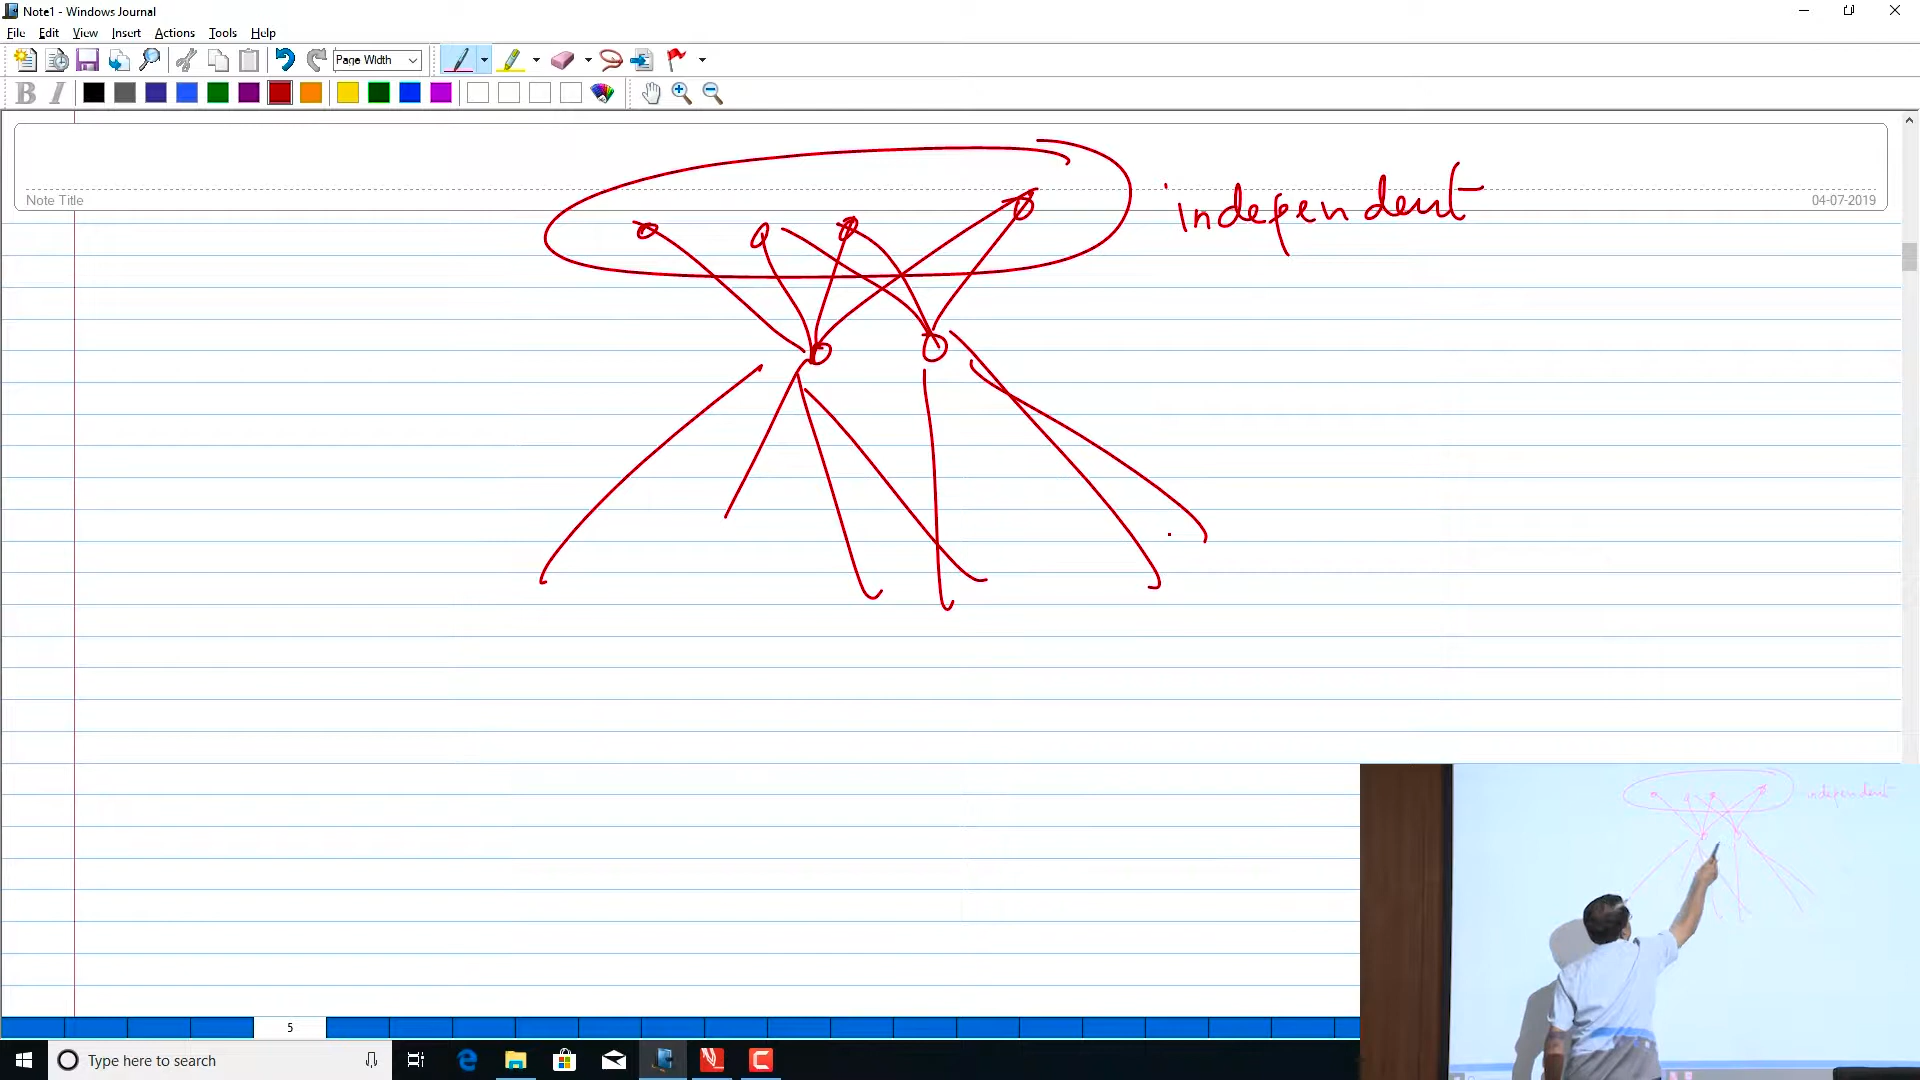 Note1 - Windows Journal
File Edit View Insert Actions Tools Help
Page Width
B I
independent
Note Title
04-07-2019
independent
5
Type here to search